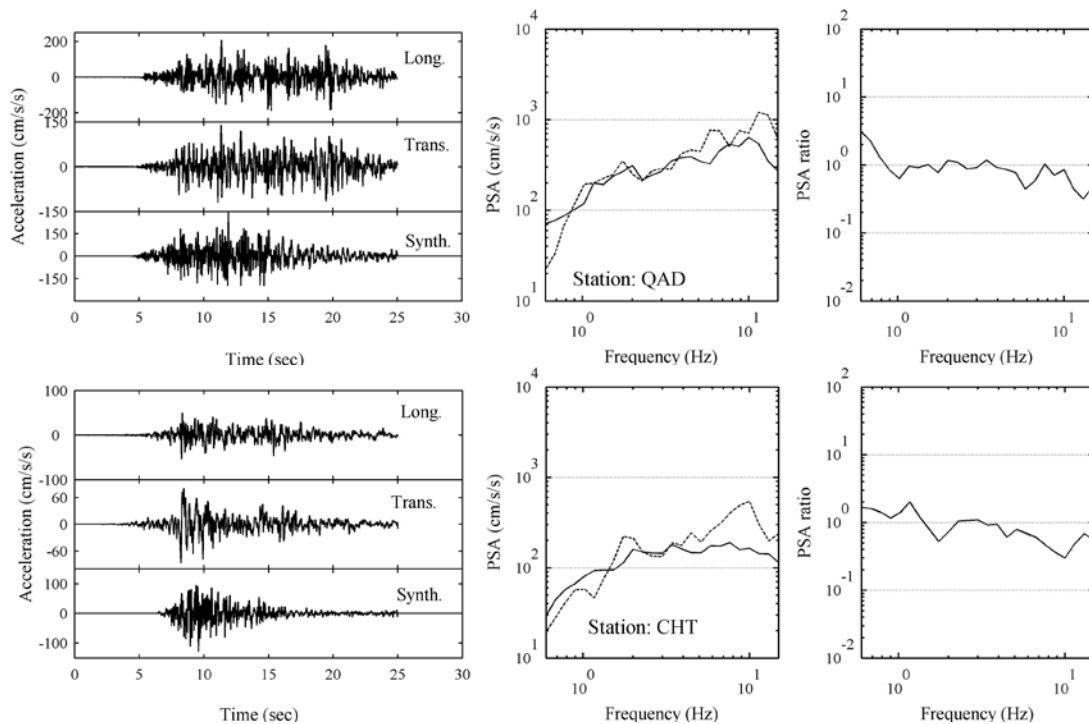 200
0
-200
Long.
150
0
Trans.
-150
150
0
-150
Synth.
Acceleration (cm/s/s)
0 5 10 15 20 25 30
Time (sec)
10 4
10 3
10 2
10 1
PSA (cm/s/s)
Station: QAD
10 0 10 1
Frequency (Hz)
10 2
10 1
10 0
10 -1
10 -2
PSA ratio
10 0 10 1
Frequency (Hz)
100
0
-100
Long.
60
0
-60
Trans.
100
0
-100
Synth.
Acceleration (cm/s/s)
0 5 10 15 20 25 30
Time (sec)
10 4
10 3
10 2
10 1
PSA (cm/s/s)
Station: CHT
10 0 10 1
Frequency (Hz)
10 2
10 1
10 0
10 -1
10 -2
PSA ratio
10 0 10 1
Frequency (Hz)